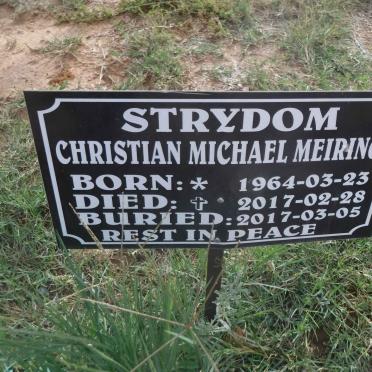 STRYDOM
CHRISTIAN MICHAEL MEIRING
BORN: * 1964-03-23
DIED: ✝ 2017-02-28
BURIED: 2017-03-05
REST IN PEACE